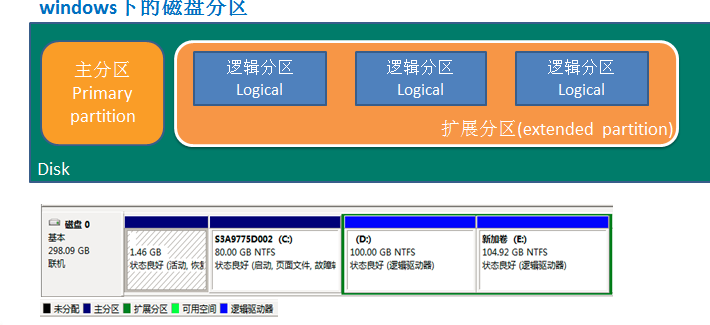 windows下的磁盘分区
主分区
Primary
partition
逻辑分区
Logical
逻辑分区
Logical
逻辑分区
Logical
扩展分区(extended partition)
Disk
磁盘 0
基本
298.09 GB
联机
1.46 GB
状态良好 (活动, 恢复
S3A9775D002 (C:)
80.00 GB NTFS
状态良好 (启动, 页面文件, 故障转
(D:)
100.00 GB NTFS
状态良好 (逻辑驱动器)
新加卷 (E:)
104.92 GB NTFS
状态良好 (逻辑驱动器)
未分配 主分区 扩展分区 可用空间 逻辑驱动器